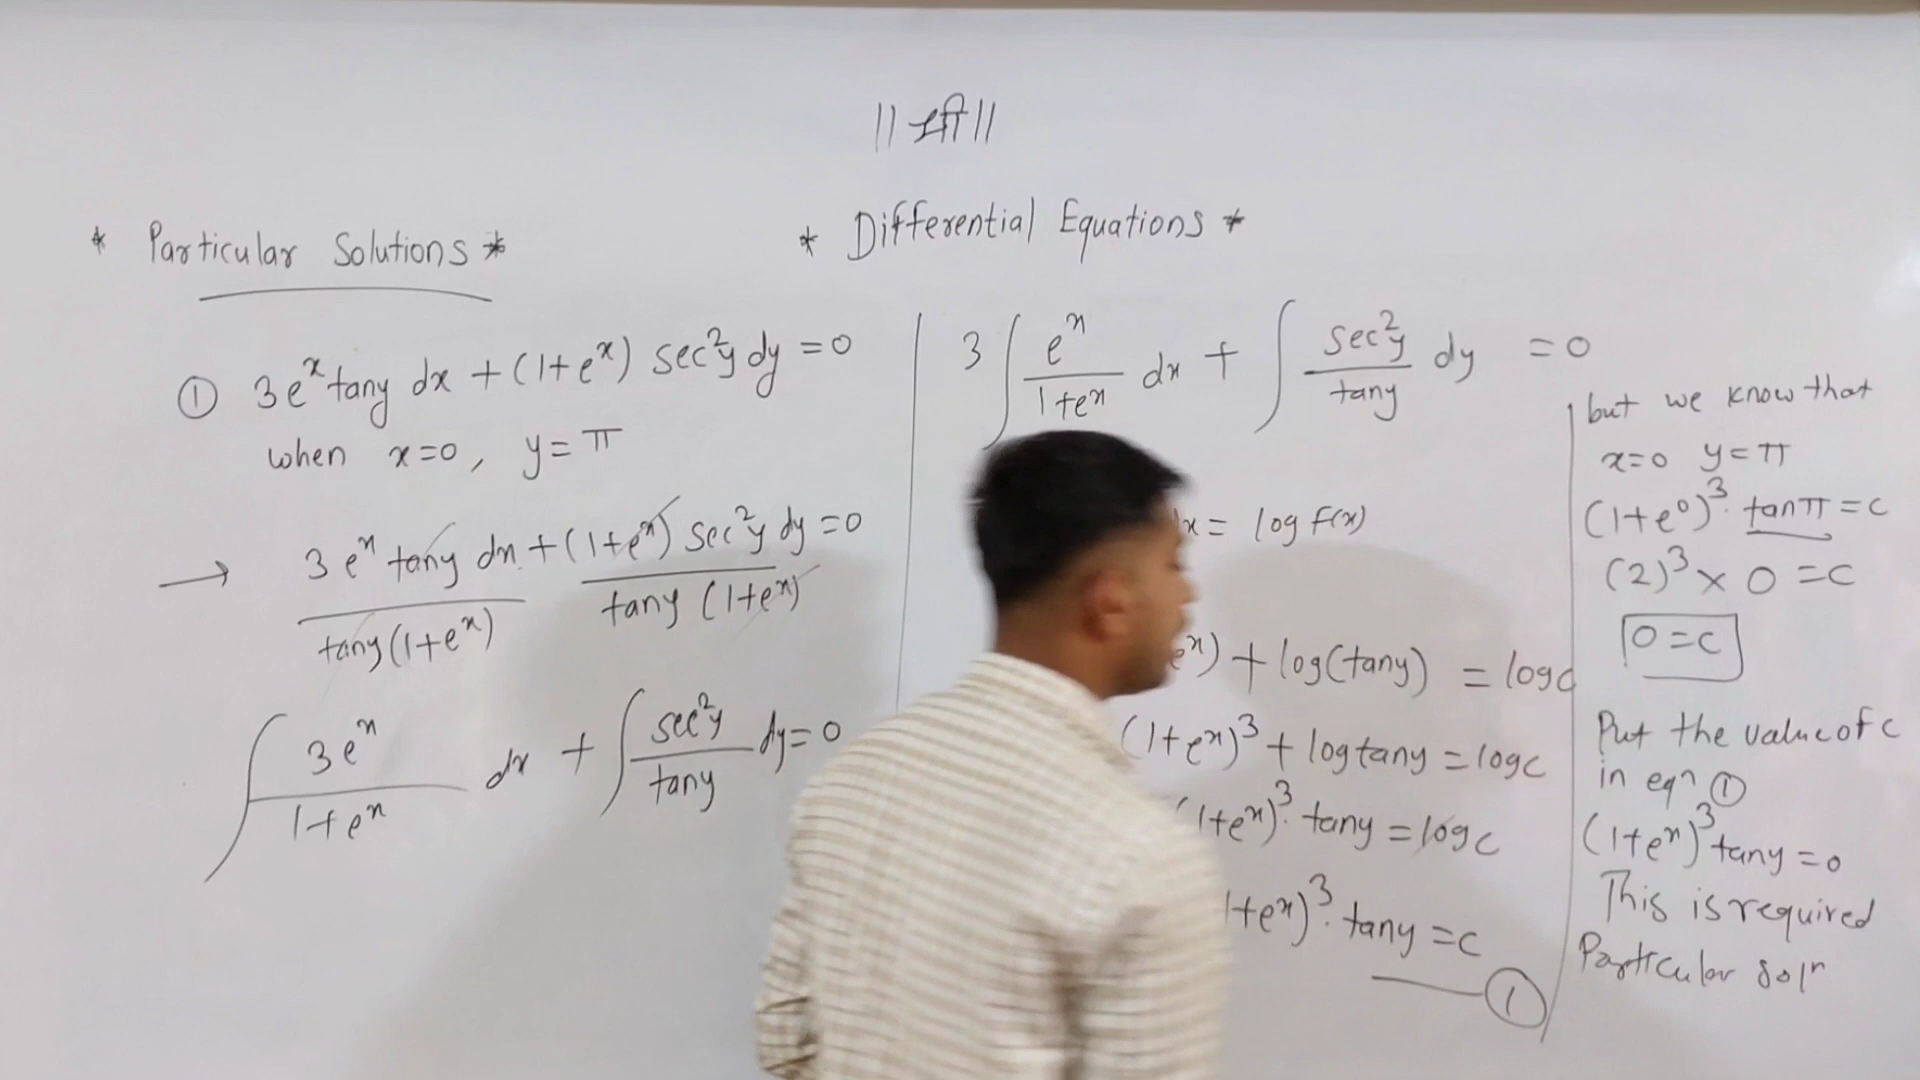 || श्री ||
* Particular Solutions *
* Differential Equations *
① 3e^x tany dx + (1+e^x) sec²y dy = 0
when x=0, y=π
→ 3e^x tany dx + (1+e^x) sec²y dy = 0
tany(1+e^x) tany (1+e^x)
∫ 3e^x / 1+e^x dx + ∫ sec²y / tany dy = 0
3 ∫ e^x / 1+e^x dx + ∫ sec²y / tany dy = 0
x = log f(x)
e^x) + log(tany) = logc
(1+e^x)³ + logtany = logc
(1+e^x)³. tany = logc
1+e^x)³. tany = c
①
but we know that
x=0 y=π
(1+e⁰)³. tanπ = c
(2)³ × 0 = c
0 = c
Put the value of c
in eqⁿ ①
(1+e^x)³ tany = 0
This is required
Particular solⁿ